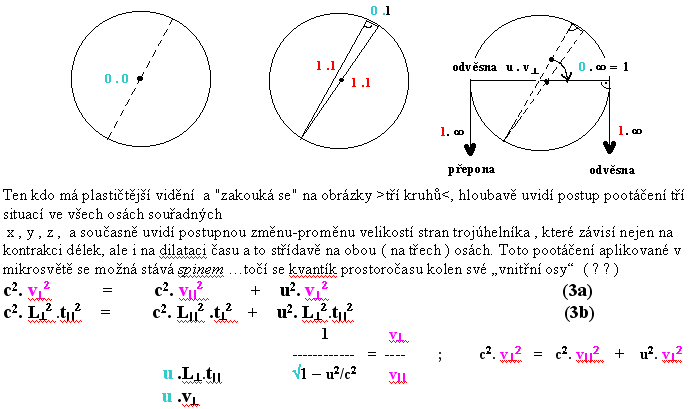 0 .1
0 . 0
1 .1
1 .1
odvěsna u . v⊥ 0 . ∞ = 1
1. ∞ 1. ∞
přepona odvěsna
Ten kdo má plastičtější vidění a "zakouká se" na obrázky >tří kruhů<, hloubavě uvidí postup pootáčení tří
situací ve všech osách souřadných
x , y , z , a současně uvidí postupnou změnu-proměnu velikostí stran trojúhelníka , které závisí nejen na
kontrakci délek, ale i na dilataci času a to střídavě na obou ( na třech ) osách. Toto pootáčení aplikované v
mikrosvětě se možná stává spinem …točí se kvantík prostoročasu kolen své „vnitřní osy“ ( ? ? )
c². v⊥² = c². v||² + u². v⊥² (3a)
c². L⊥² .t||² = c². L||² .t⊥² + u². L⊥².t||² (3b)
1 v⊥
------------- = ---- ; c². v⊥² = c². v||² + u². v⊥²
u .L⊥.t|| √1 – u²/c² v||
u .v⊥